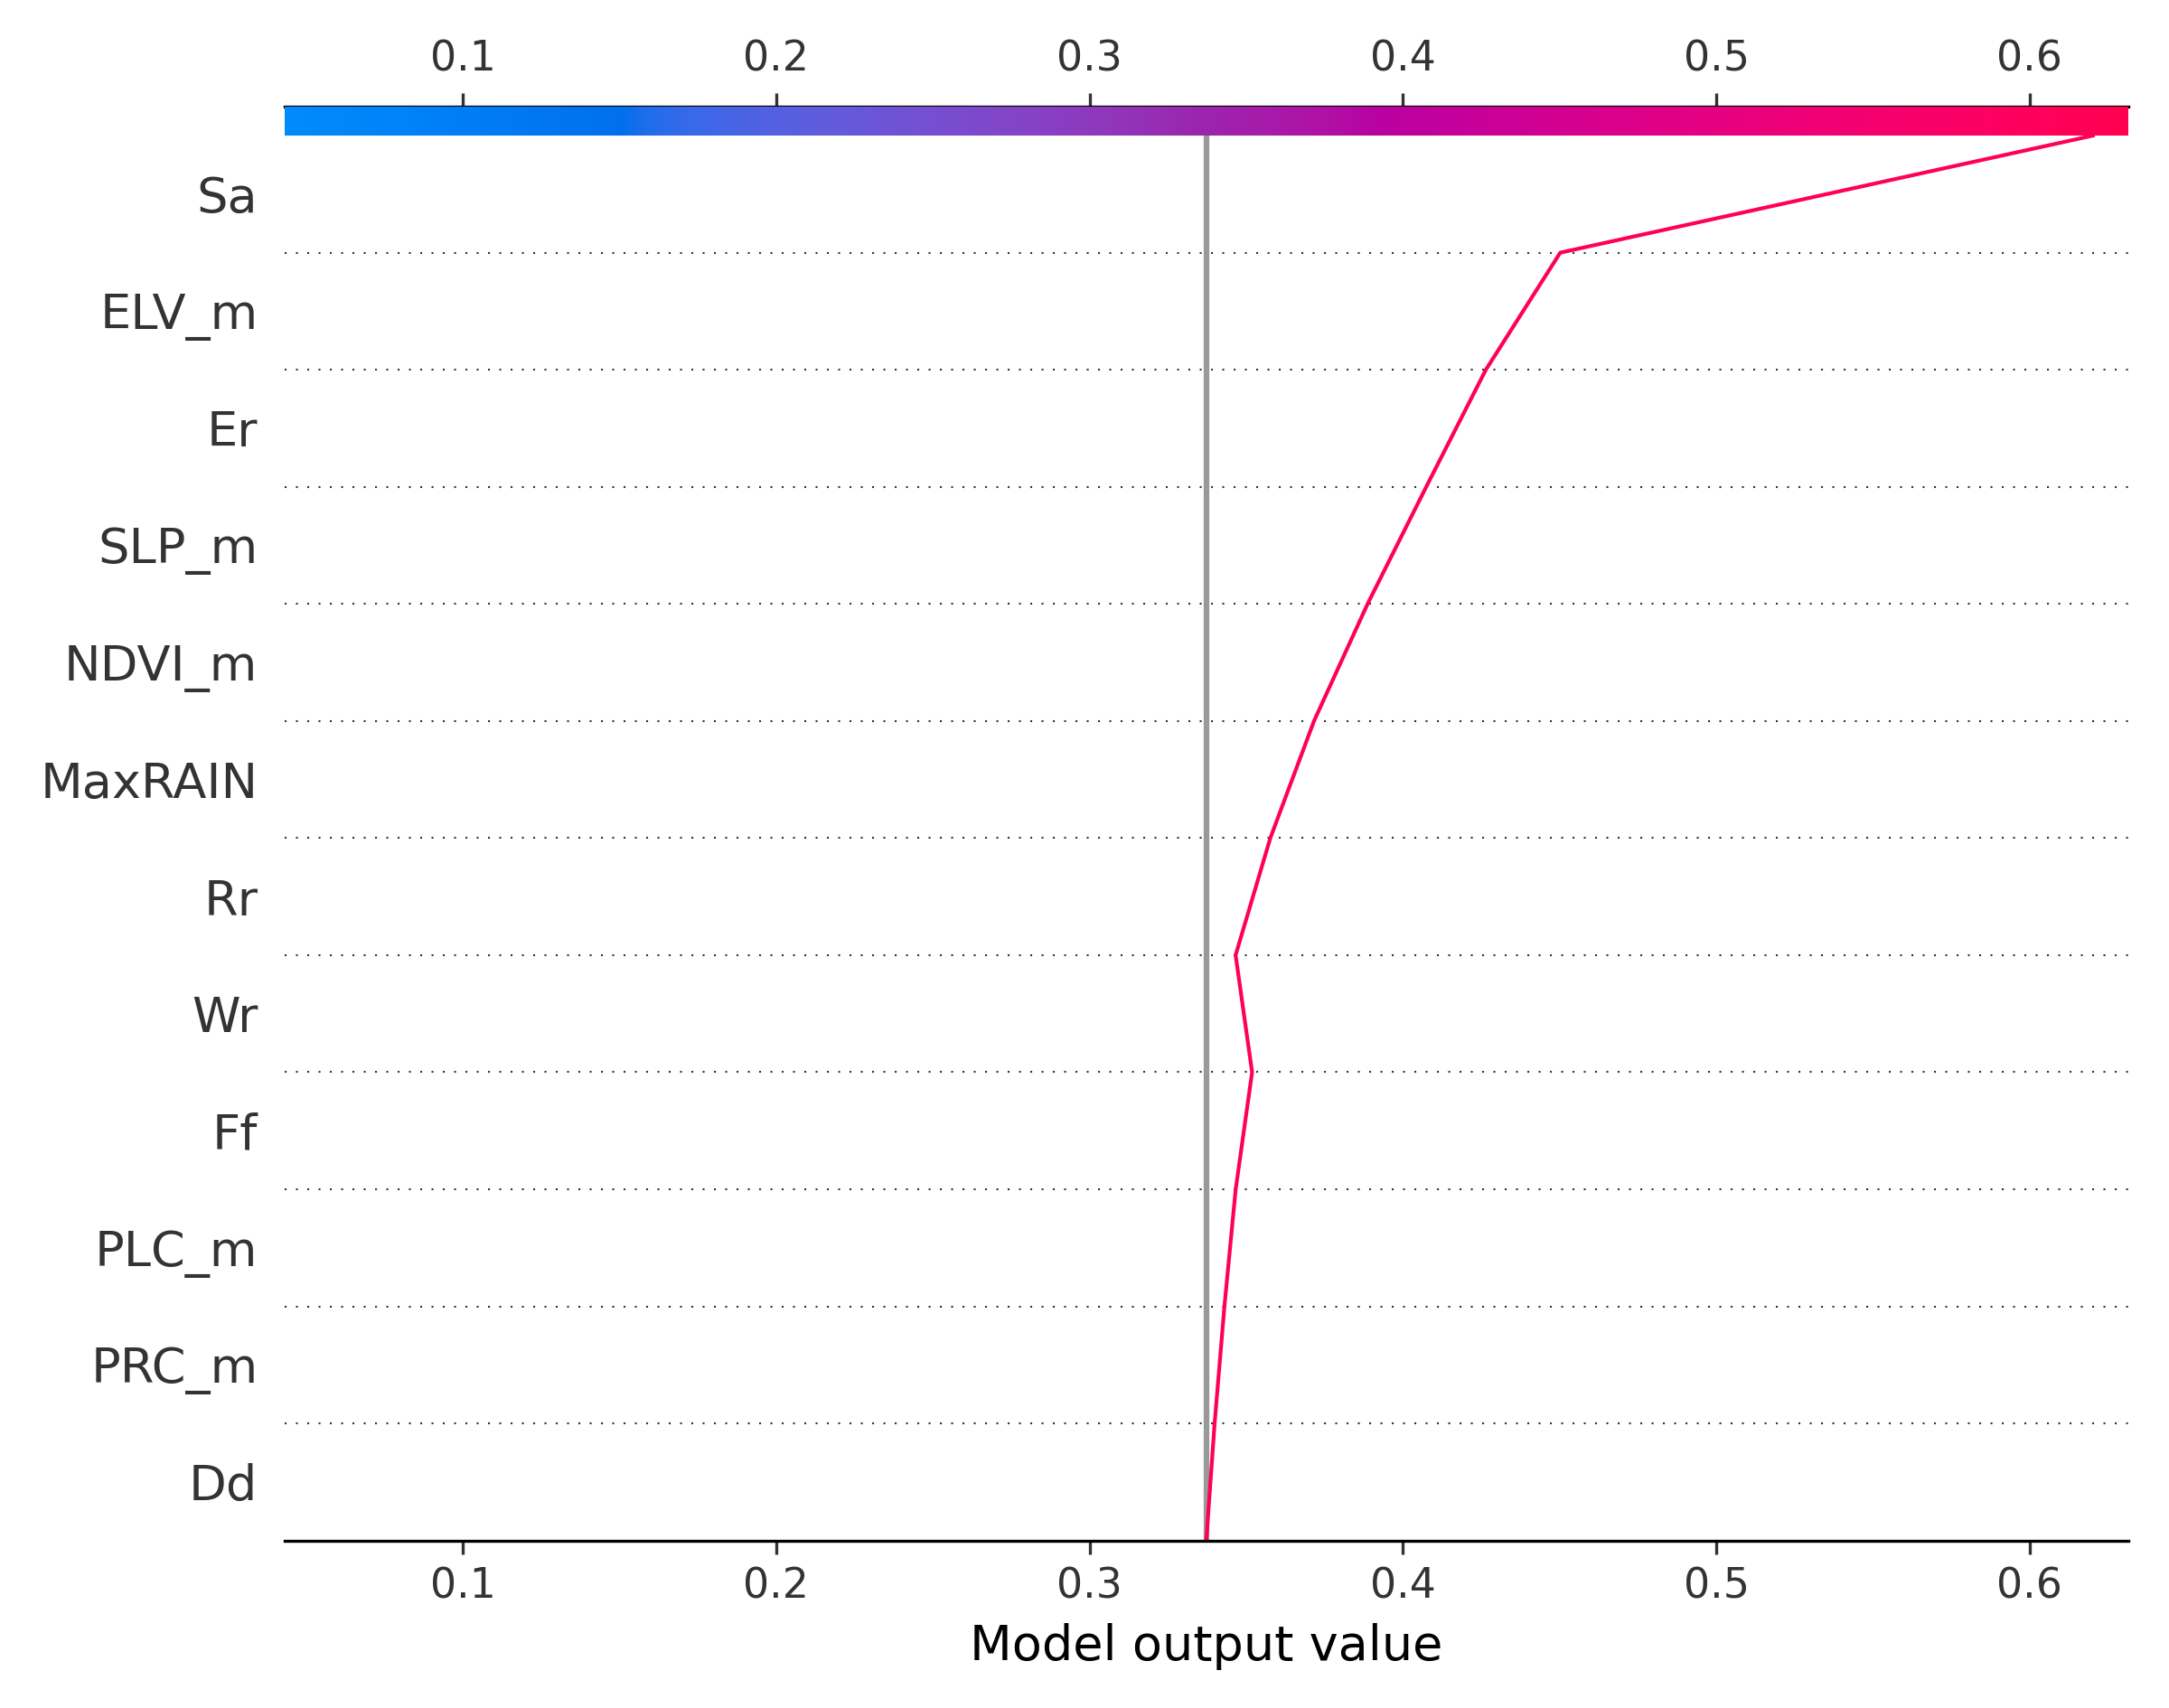 0.1 0.2 0.3 0.4 0.5 0.6
Sa
ELV_m
Er
SLP_m
NDVI_m
MaxRAIN
Rr
Wr
Ff
PLC_m
PRC_m
Dd
0.1 0.2 0.3 0.4 0.5 0.6
Model output value